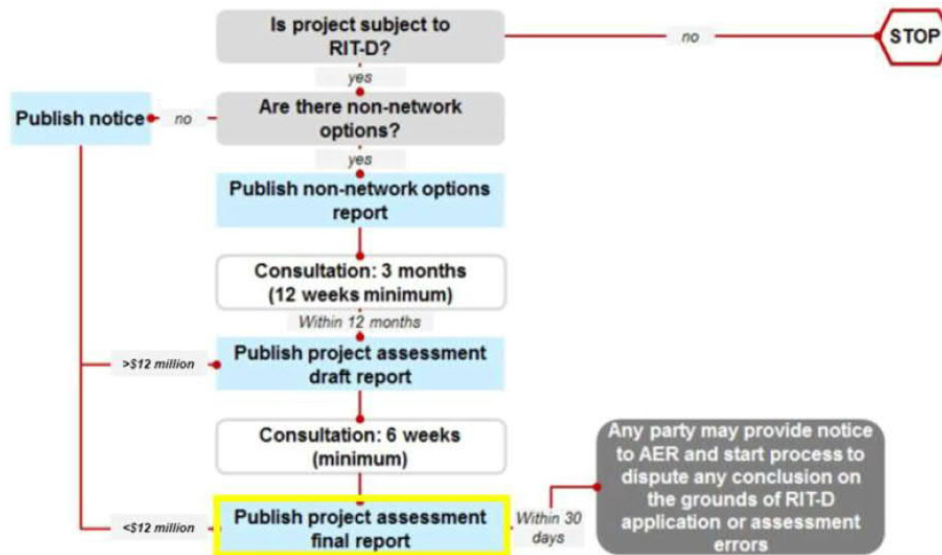 Is project subject to
RIT-D?
no
STOP
yes
Publish notice
no
Are there non-network
options?
yes
Publish non-network options
report
Consultation: 3 months
(12 weeks minimum)
Within 12 months
>$12 million
Publish project assessment
draft report
Consultation: 6 weeks
(minimum)
<$12 million
Publish project assessment
final report
Within 30
days
Any party may provide notice
to AER and start process to
dispute any conclusion on
the grounds of RIT-D
application or assessment
errors